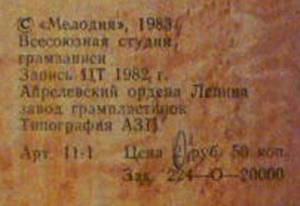 © «Мелодия», 1983
Всесоюзная студия
грамзаписи
Запись ЦТ 1982 г.
Апрелевский ордена Ленина
завод грампластинок
Типография АЗГ
Арт. 11-1 Цена руб. 50 коп.
Зак. 224—О—20000